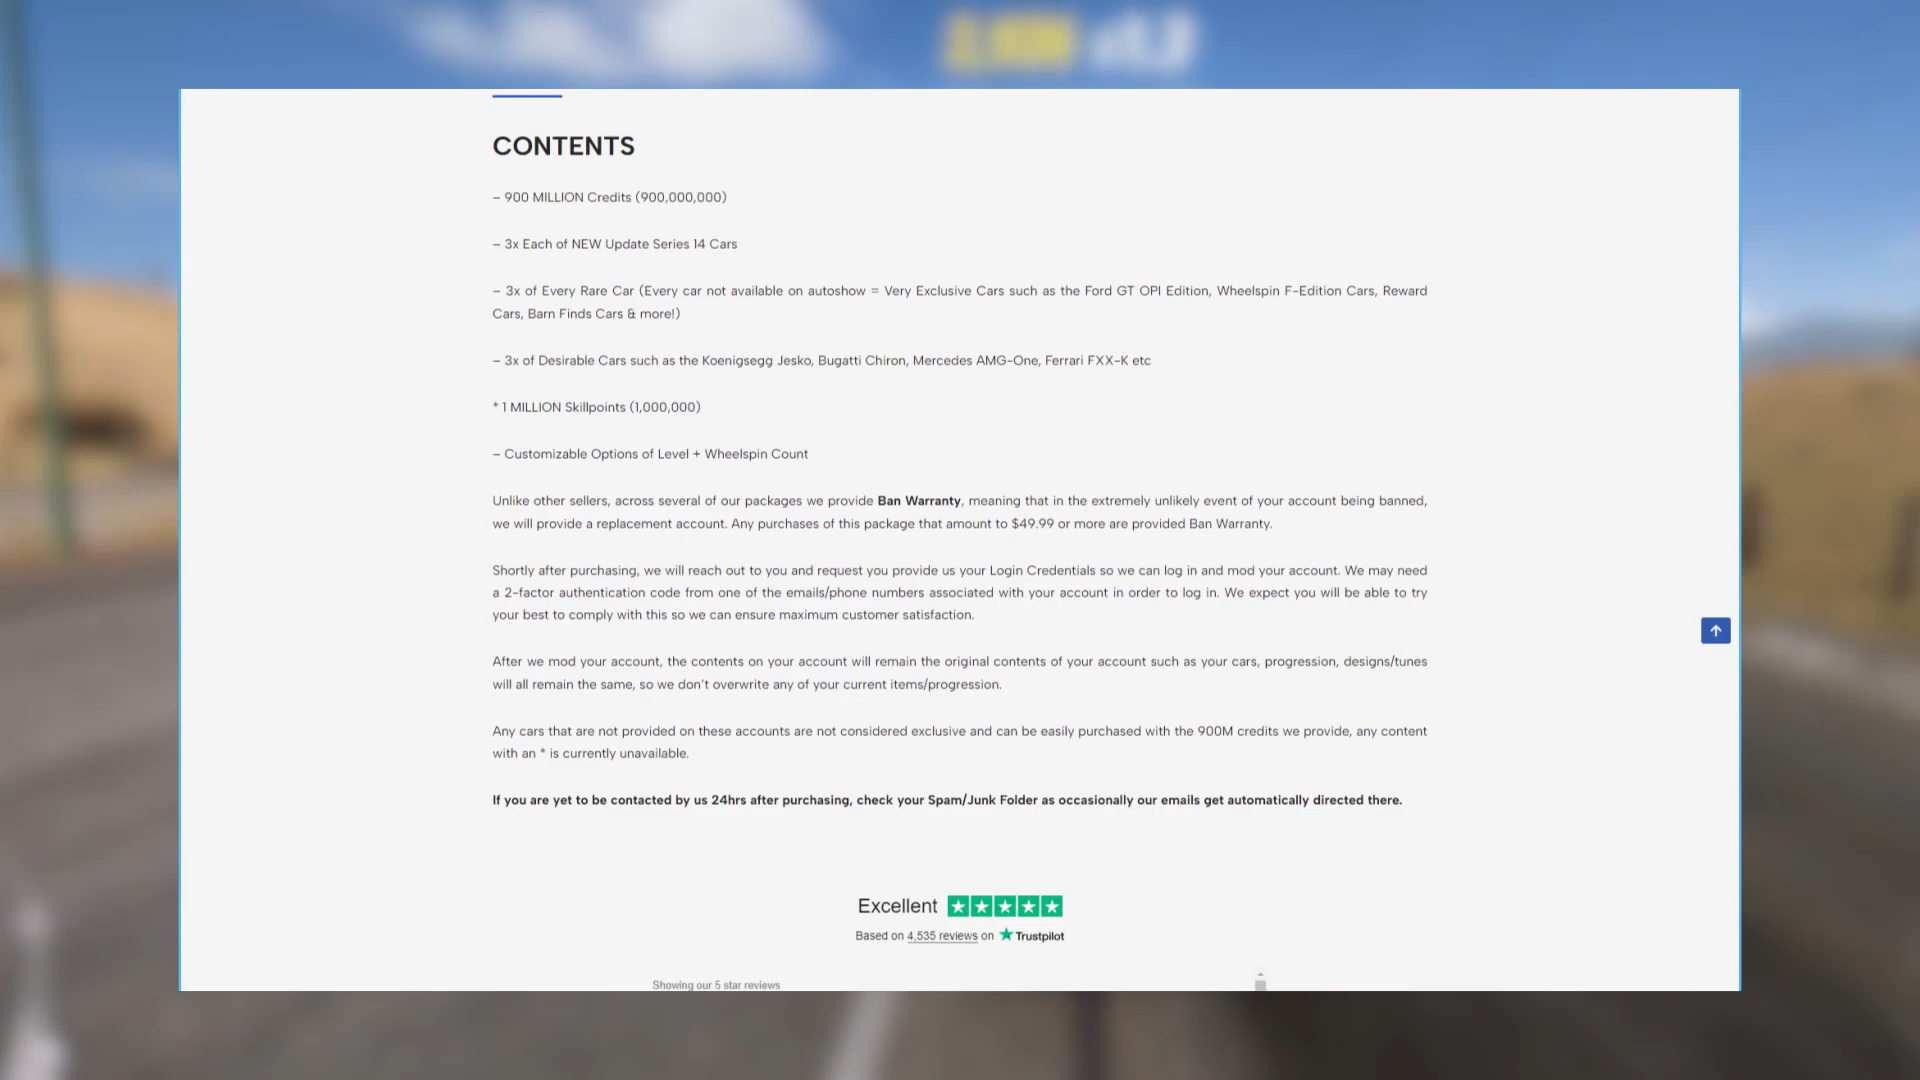 CONTENTS
– 900 MILLION Credits (900,000,000)
– 3x Each of NEW Update Series 14 Cars
– 3x of Every Rare Car (Every car not available on autoshow = Very Exclusive Cars such as the Ford GT OPI Edition, Wheelspin F-Edition Cars, Reward
Cars, Barn Finds Cars & more!)
– 3x of Desirable Cars such as the Koenigsegg Jesko, Bugatti Chiron, Mercedes AMG-One, Ferrari FXX-K etc
* 1 MILLION Skillpoints (1,000,000)
– Customizable Options of Level + Wheelspin Count
Unlike other sellers, across several of our packages we provide Ban Warranty, meaning that in the extremely unlikely event of your account being banned,
we will provide a replacement account. Any purchases of this package that amount to $49.99 or more are provided Ban Warranty.
Shortly after purchasing, we will reach out to you and request you provide us your Login Credentials so we can log in and mod your account. We may need
a 2-factor authentication code from one of the emails/phone numbers associated with your account in order to log in. We expect you will be able to try
your best to comply with this so we can ensure maximum customer satisfaction.
After we mod your account, the contents on your account will remain the original contents of your account such as your cars, progression, designs/tunes
will all remain the same, so we don't overwrite any of your current items/progression.
Any cars that are not provided on these accounts are not considered exclusive and can be easily purchased with the 900M credits we provide, any content
with an * is currently unavailable.
If you are yet to be contacted by us 24hrs after purchasing, check your Spam/Junk Folder as occasionally our emails get automatically directed there.
Excellent
Based on 4,535 reviews on Trustpilot
Showing our 5 star reviews